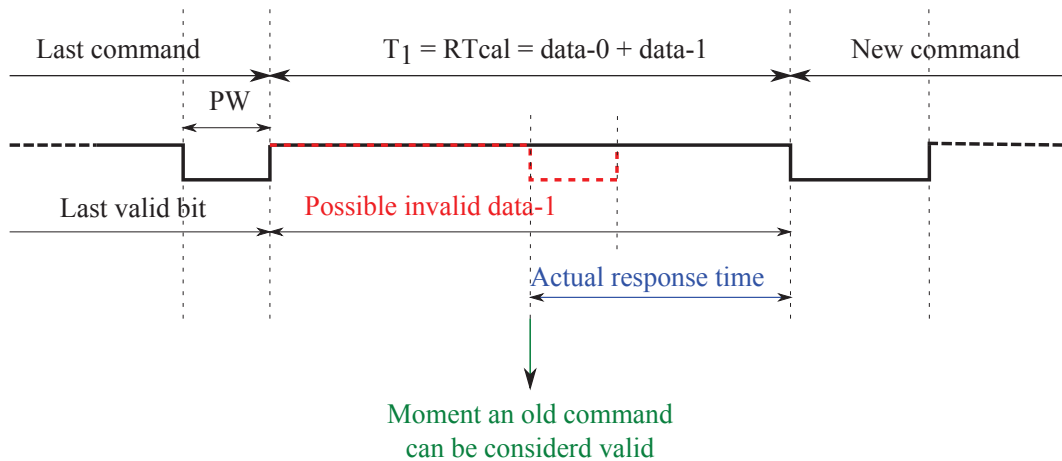 Last command
T1 = RTcal = data-0 + data-1
New command
PW
Last valid bit
Possible invalid data-1
Actual response time
Moment an old command
can be considerd valid